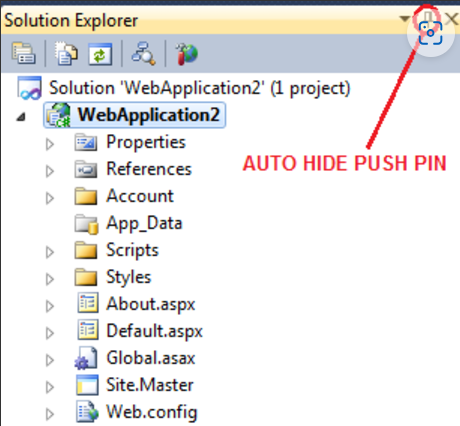 Solution Explorer
Solution 'WebApplication2' (1 project)
WebApplication2
Properties
References
AUTO HIDE PUSH PIN
Account
App_Data
Scripts
Styles
About.aspx
Default.aspx
Global.asax
Site.Master
Web.config